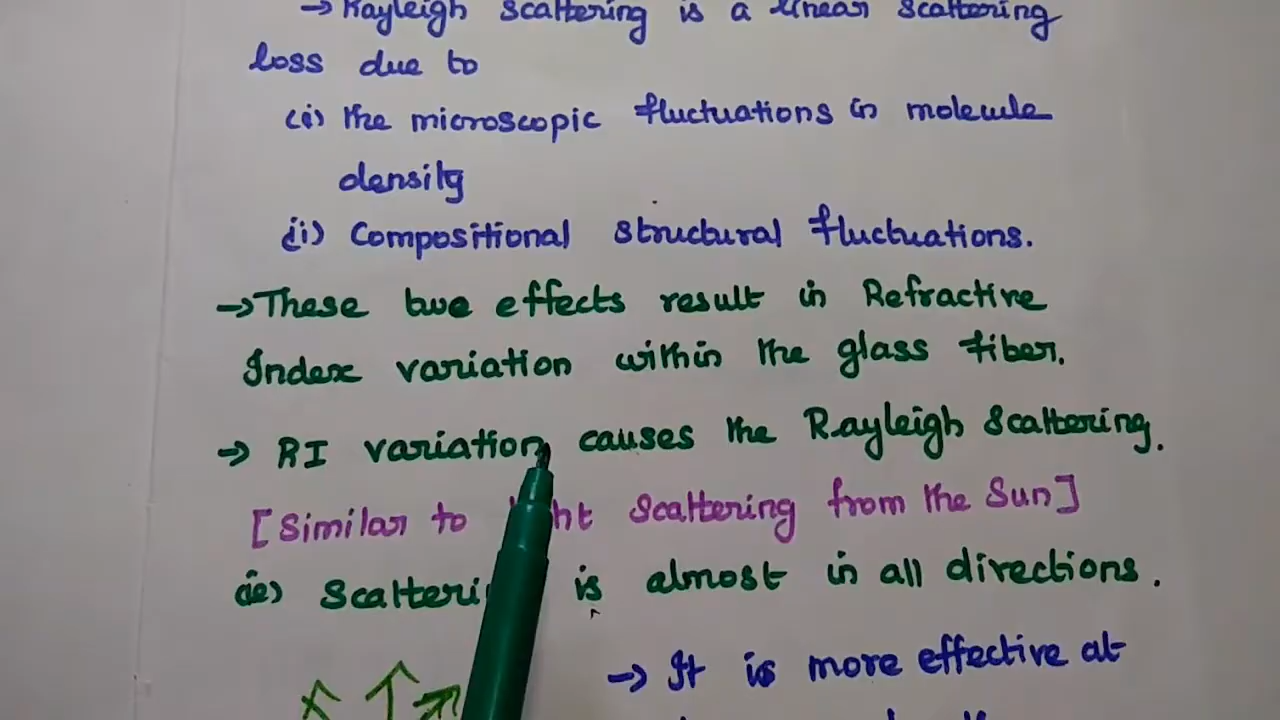 → Rayleigh scattering is a linear scattering
loss due to
(i) the microscopic fluctuations in molecule
density
(ii) Compositional structural fluctuations.
→ These two effects result in Refractive
Index variation within the glass fiber.
→ RI variation causes the Rayleigh Scattering.
[Similar to scattering from the Sun]
(ie) is almost in all directions.
→ It is more effective at